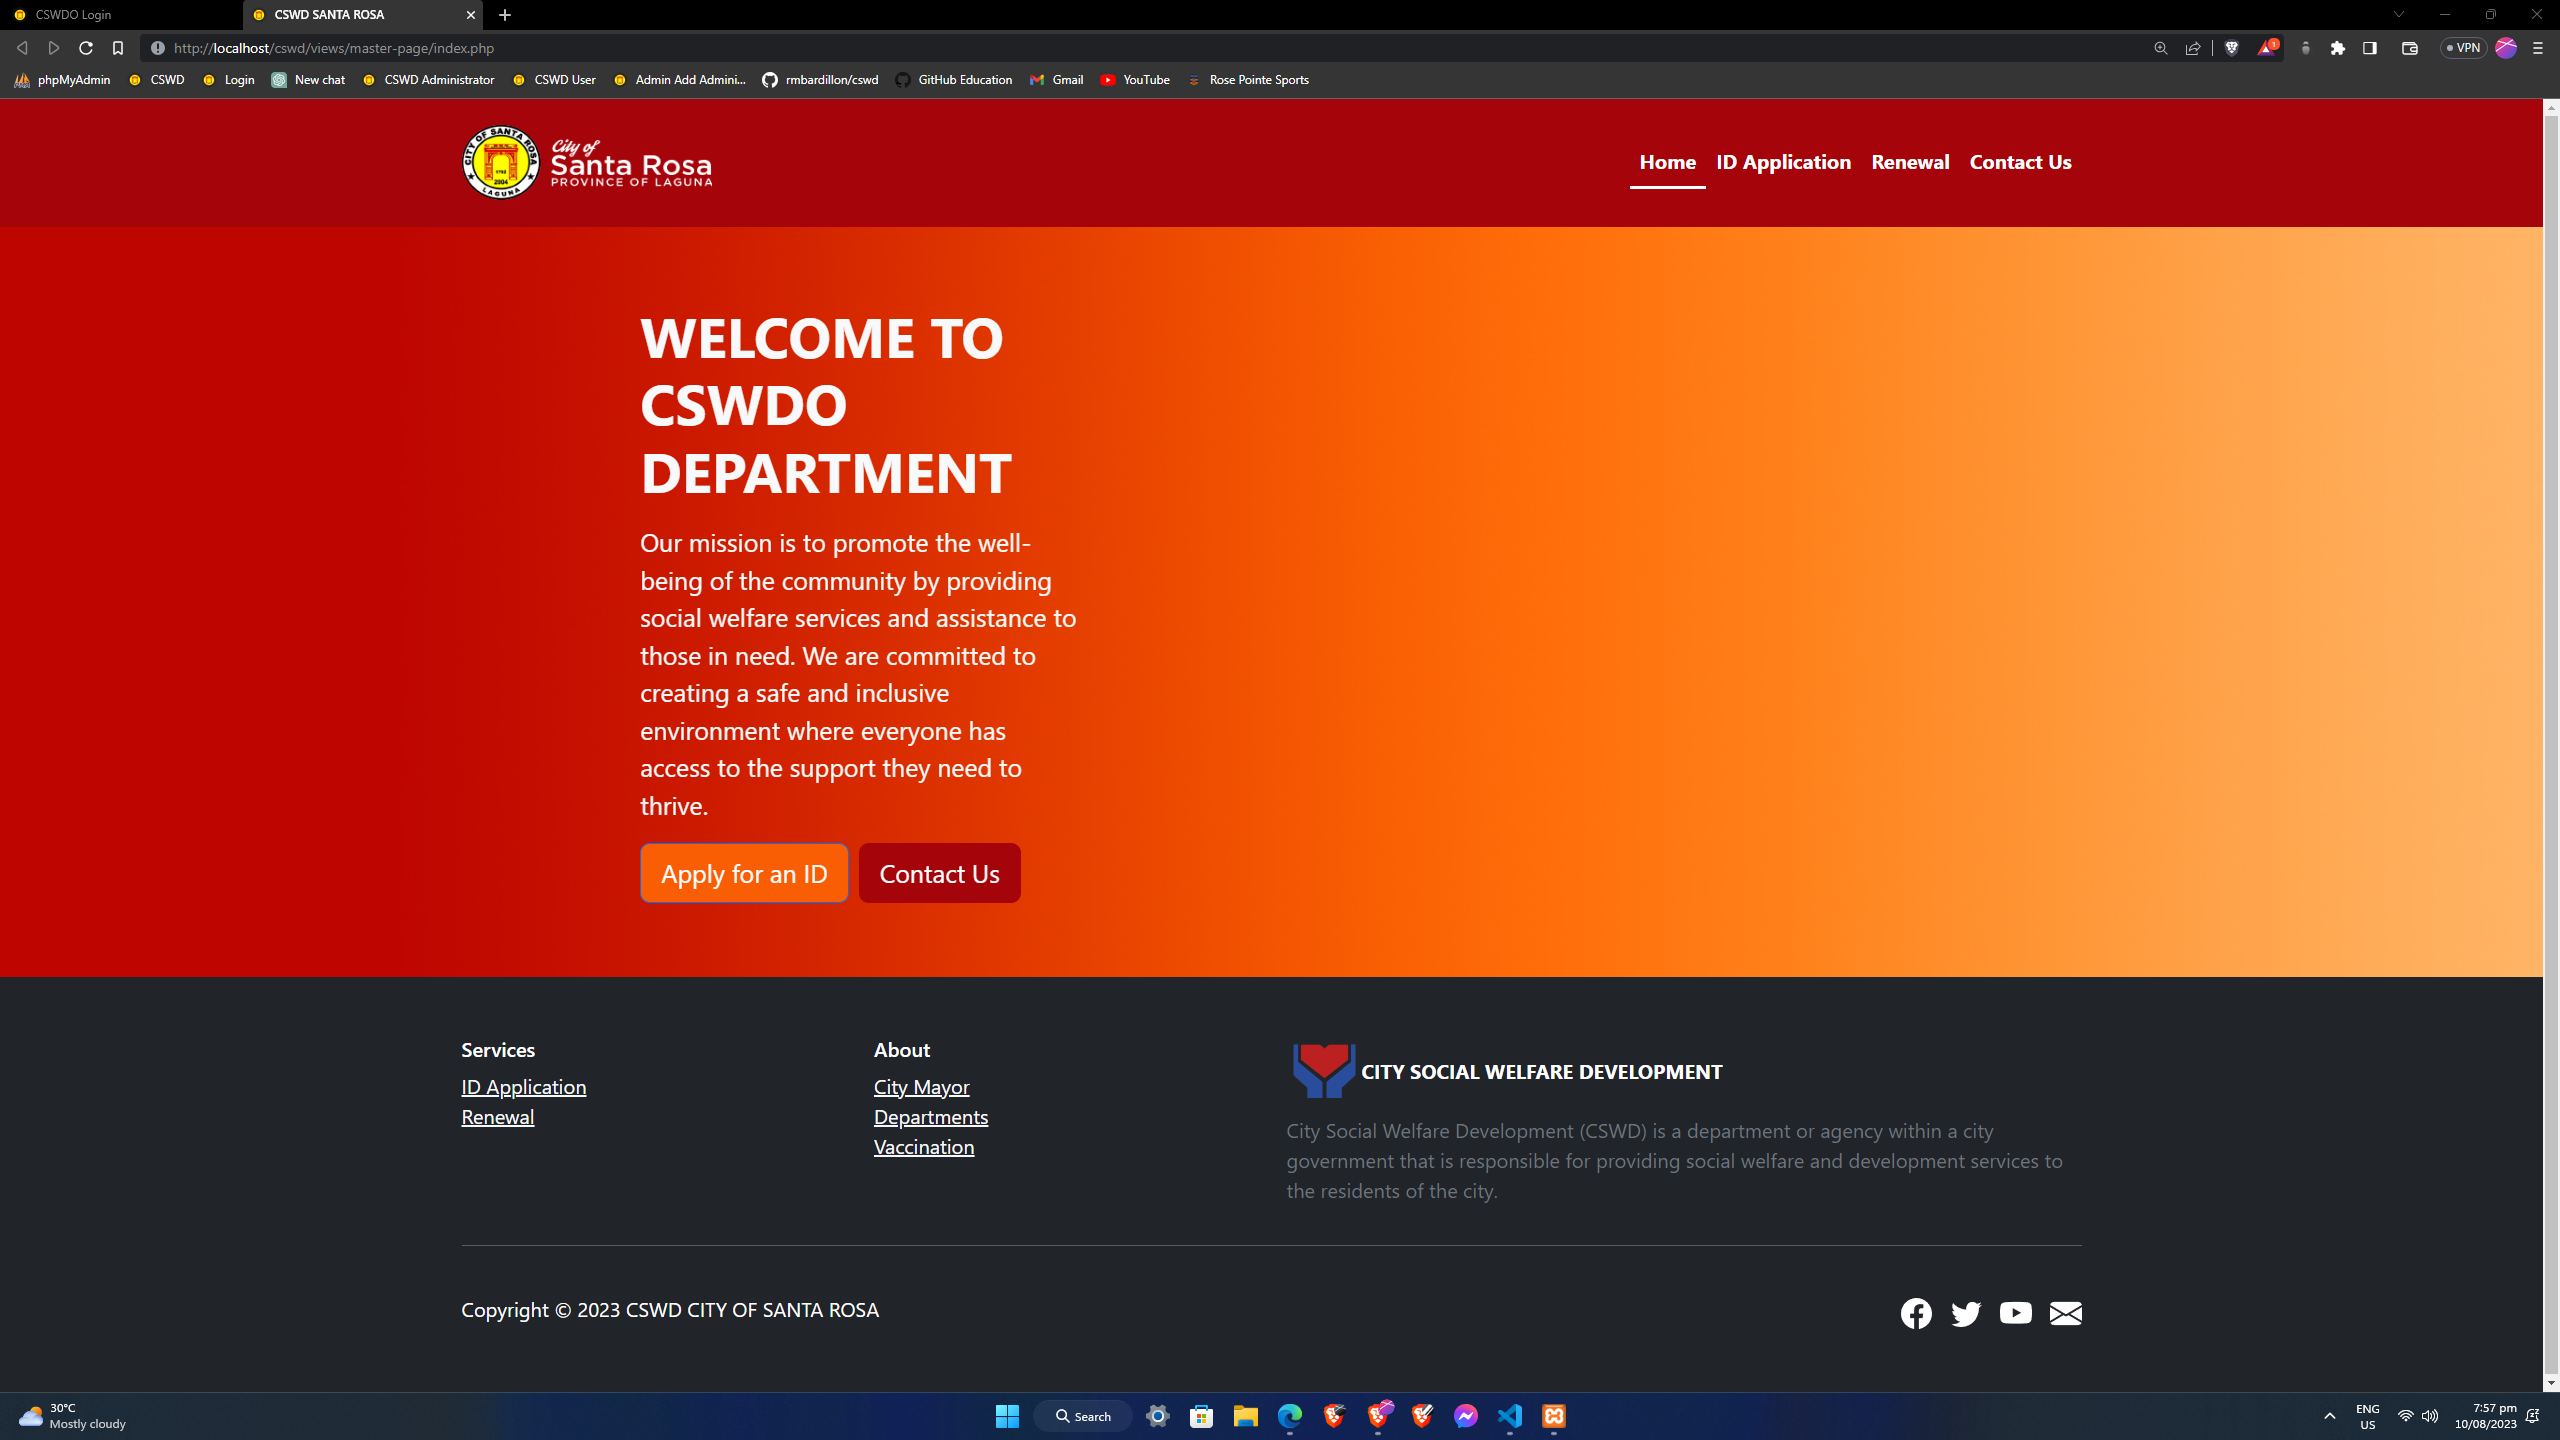 CSWDO Login
CSWD SANTA ROSA
http://localhost/cswd/views/master-page/index.php
1
VPN
phpMyAdmin
CSWD
Login
New chat
CSWD Administrator
CSWD User
Admin Add Admini...
rmbardillon/cswd
GitHub Education
Gmail
YouTube
Rose Pointe Sports
CITY OF SANTA ROSA
1792
2004
LAGUNA
City of
Santa Rosa
PROVINCE OF LAGUNA
Home
ID Application
Renewal
Contact Us
WELCOME TO
CSWDO
DEPARTMENT
Our mission is to promote the well-
being of the community by providing
social welfare services and assistance to
those in need. We are committed to
creating a safe and inclusive
environment where everyone has
access to the support they need to
thrive.
Apply for an ID
Contact Us
Services
ID Application
Renewal
About
City Mayor
Departments
Vaccination
CITY SOCIAL WELFARE DEVELOPMENT
City Social Welfare Development (CSWD) is a department or agency within a city
government that is responsible for providing social welfare and development services to
the residents of the city.
Copyright © 2023 CSWD CITY OF SANTA ROSA
30°C
Mostly cloudy
Search
ENG
US
7:57 pm
10/08/2023